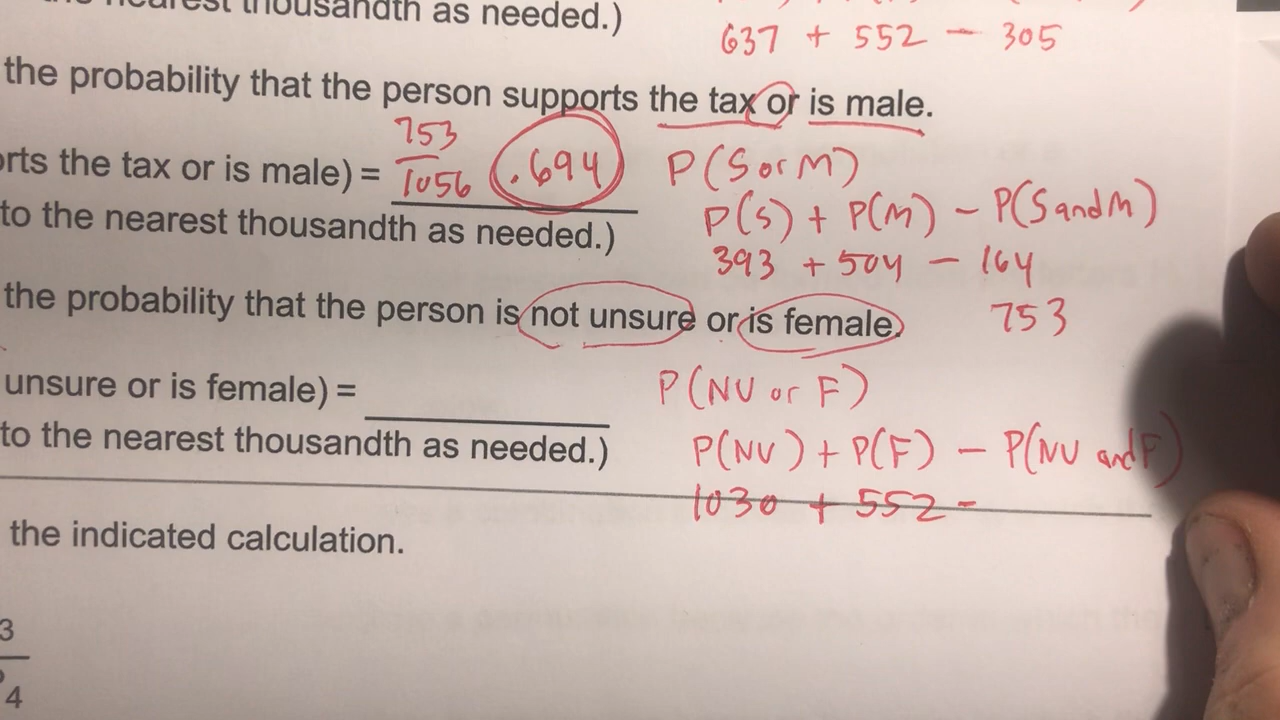 nearest thousandth as needed.)
637 + 552 - 305
the probability that the person supports the tax or is male.
753
1056
.694
P(S or M)
rts the tax or is male) =
P(S) + P(M) - P(S and M)
to the nearest thousandth as needed.)
393 + 504 - 164
the probability that the person is not unsure or is female.
753
unsure or is female) =
P(NU or F)
to the nearest thousandth as needed.)
P(NU) + P(F) - P(NU and F)
1030 + 552 -
the indicated calculation.
3
4